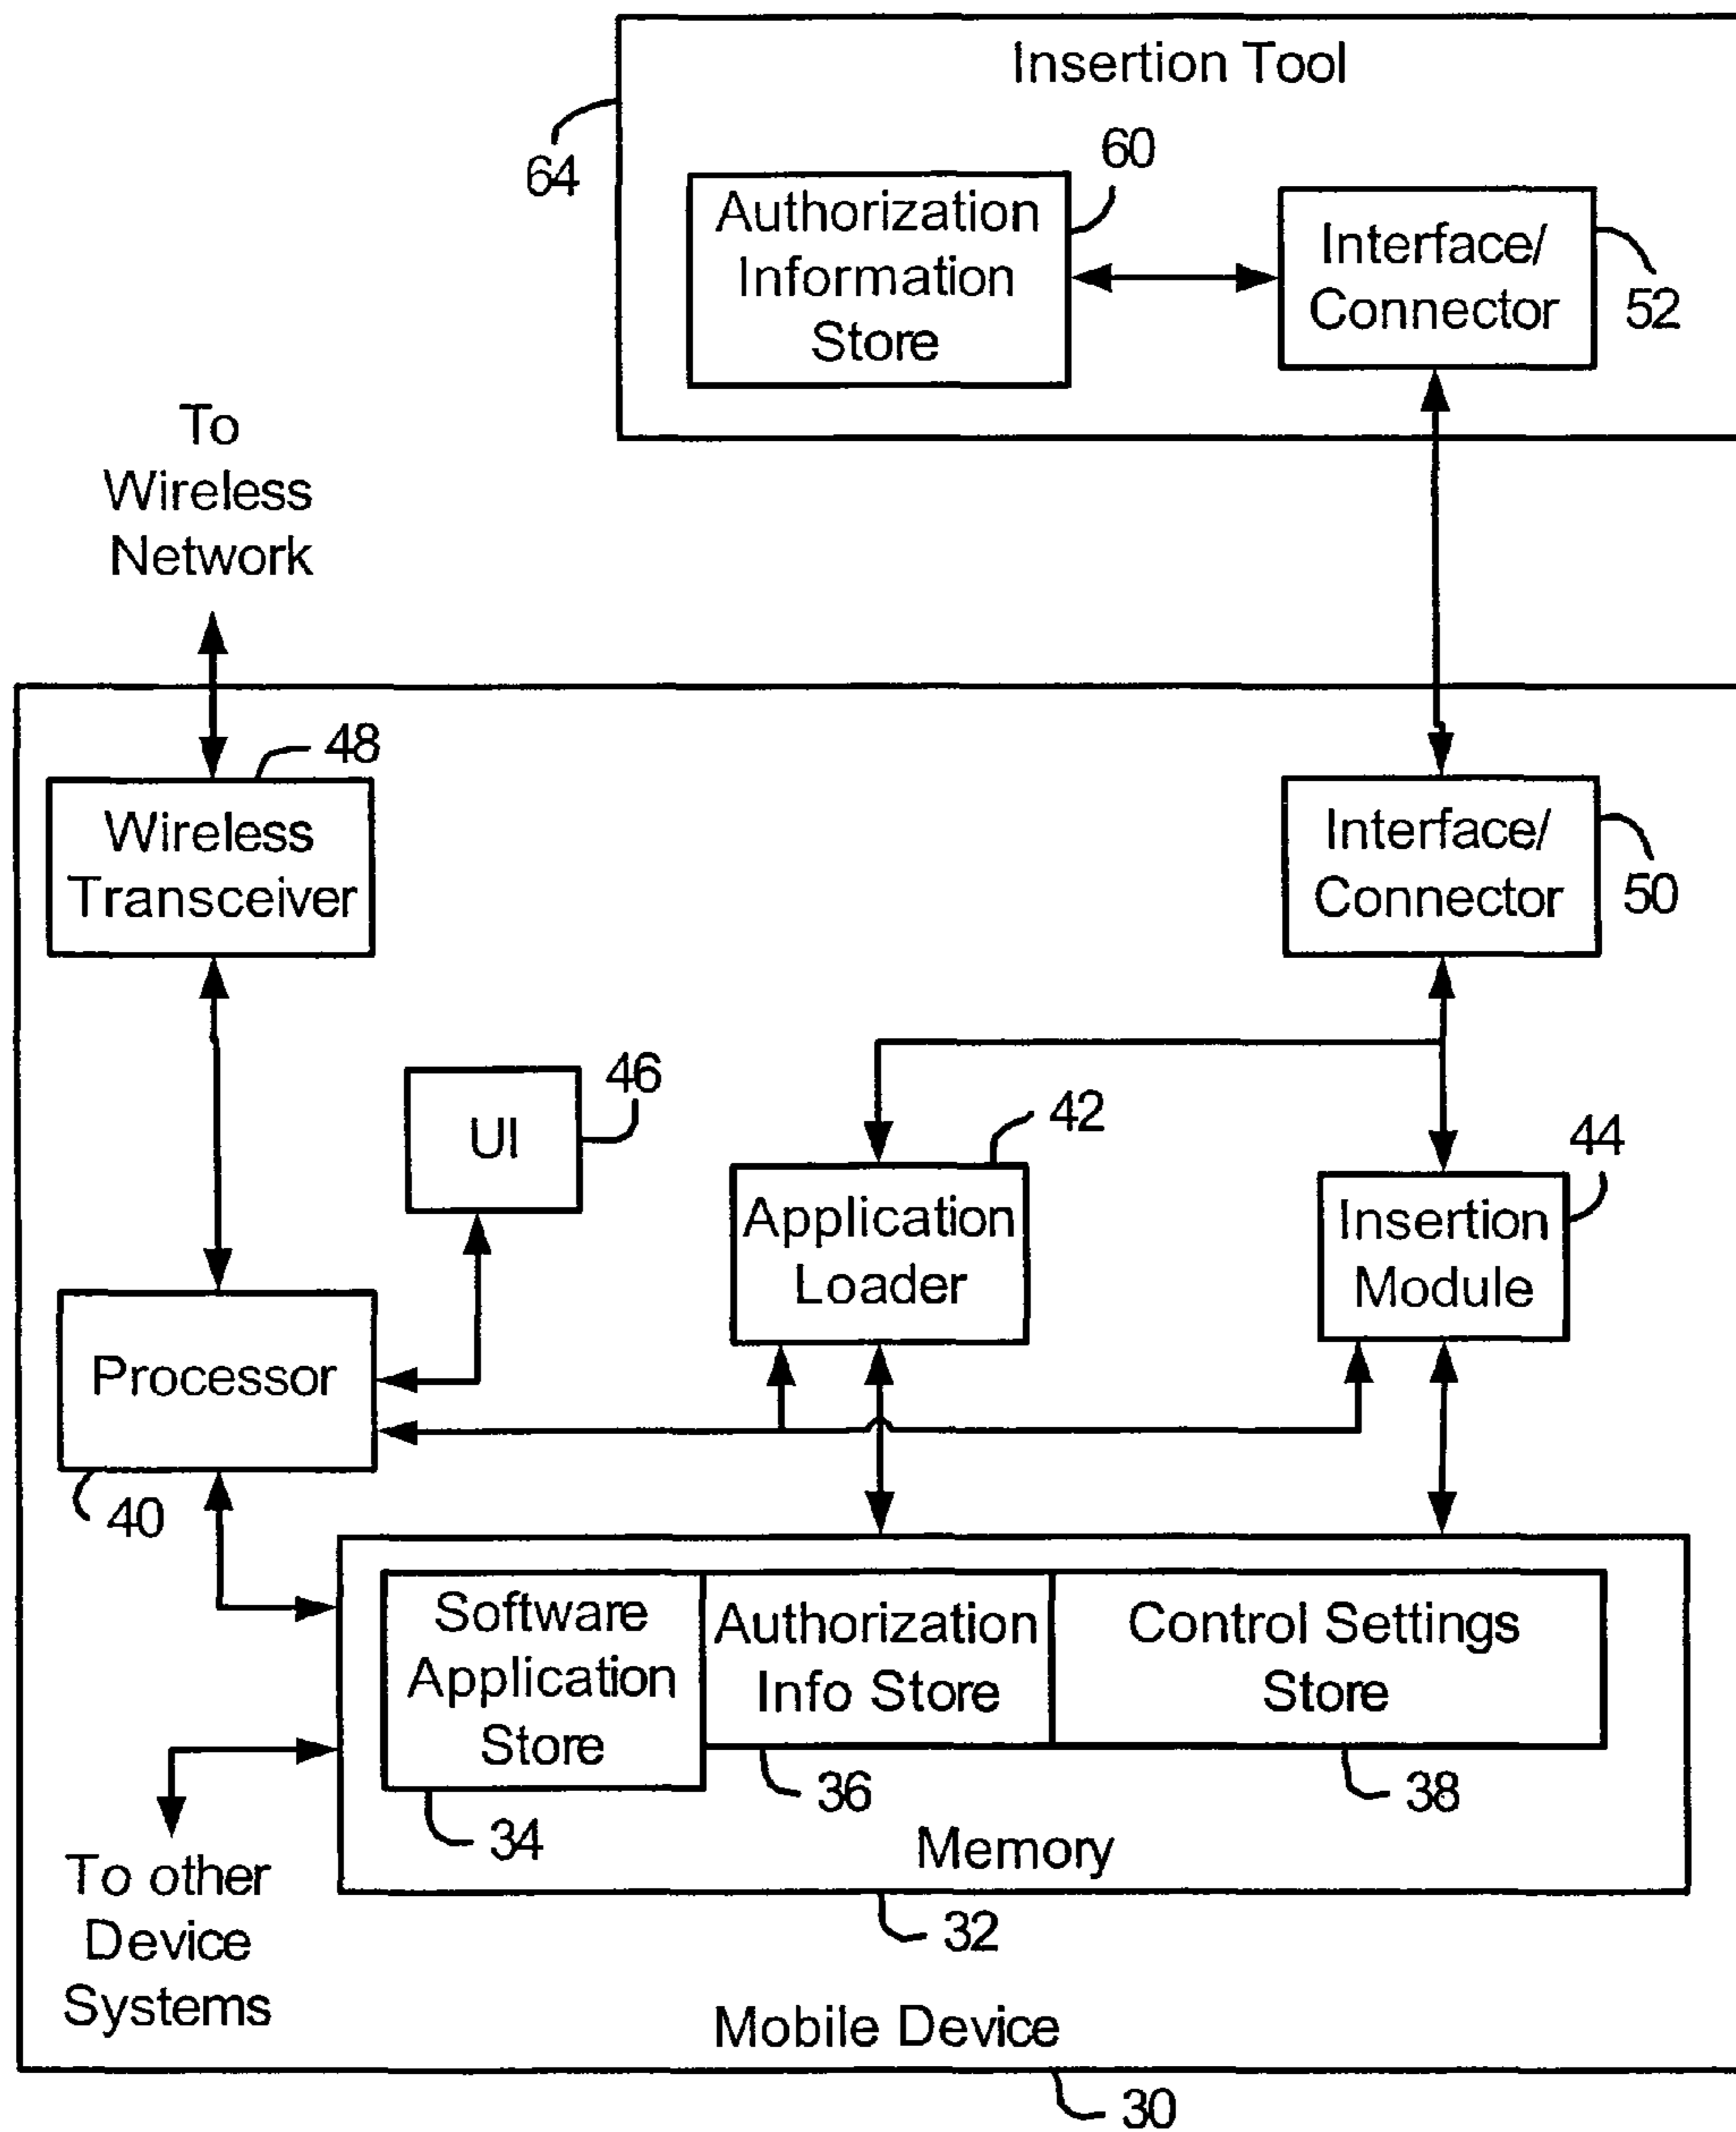 Insertion Tool
64
60
Authorization
Information
Store
Interface/
Connector
52
To
Wireless
Network
48
Wireless
Transceiver
Interface/
Connector
50
46
UI
42
Application
Loader
44
Insertion
Module
Processor
40
Software
Application
Store
Authorization
Info Store
Control Settings
Store
34
36
38
Memory
32
To other
Device
Systems
Mobile Device
30